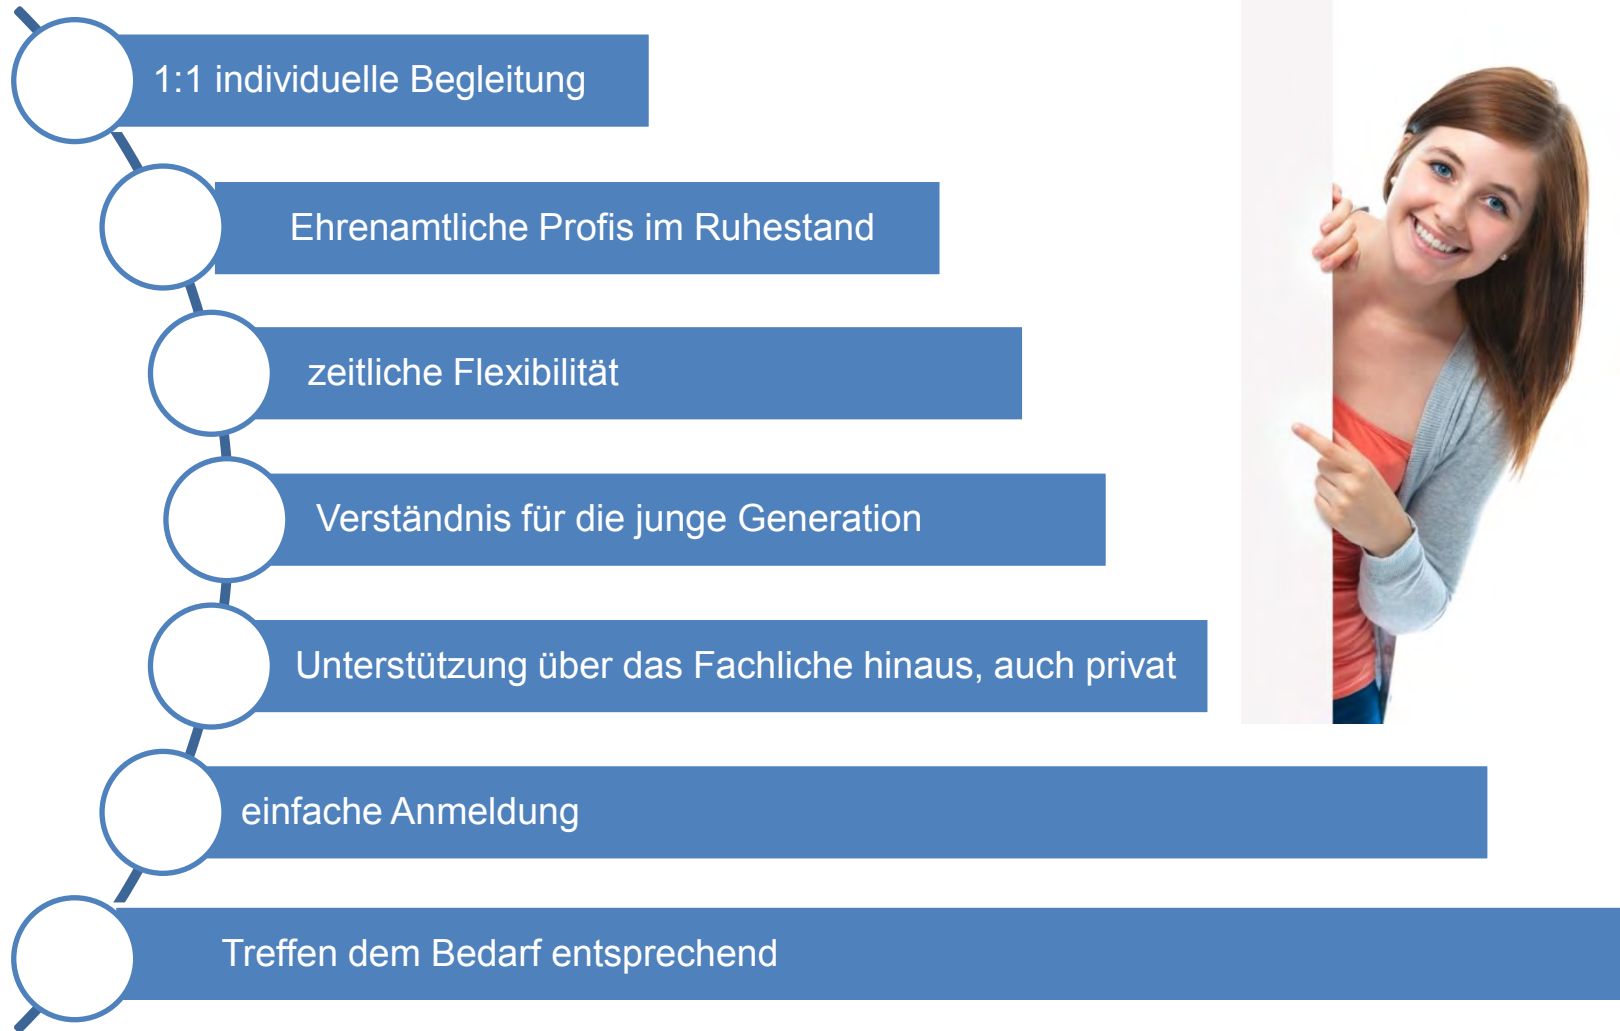 1:1 individuelle Begleitung
Ehrenamtliche Profis im Ruhestand
zeitliche Flexibilität
Verständnis für die junge Generation
Unterstützung über das Fachliche hinaus, auch privat
einfache Anmeldung
Treffen dem Bedarf entsprechend